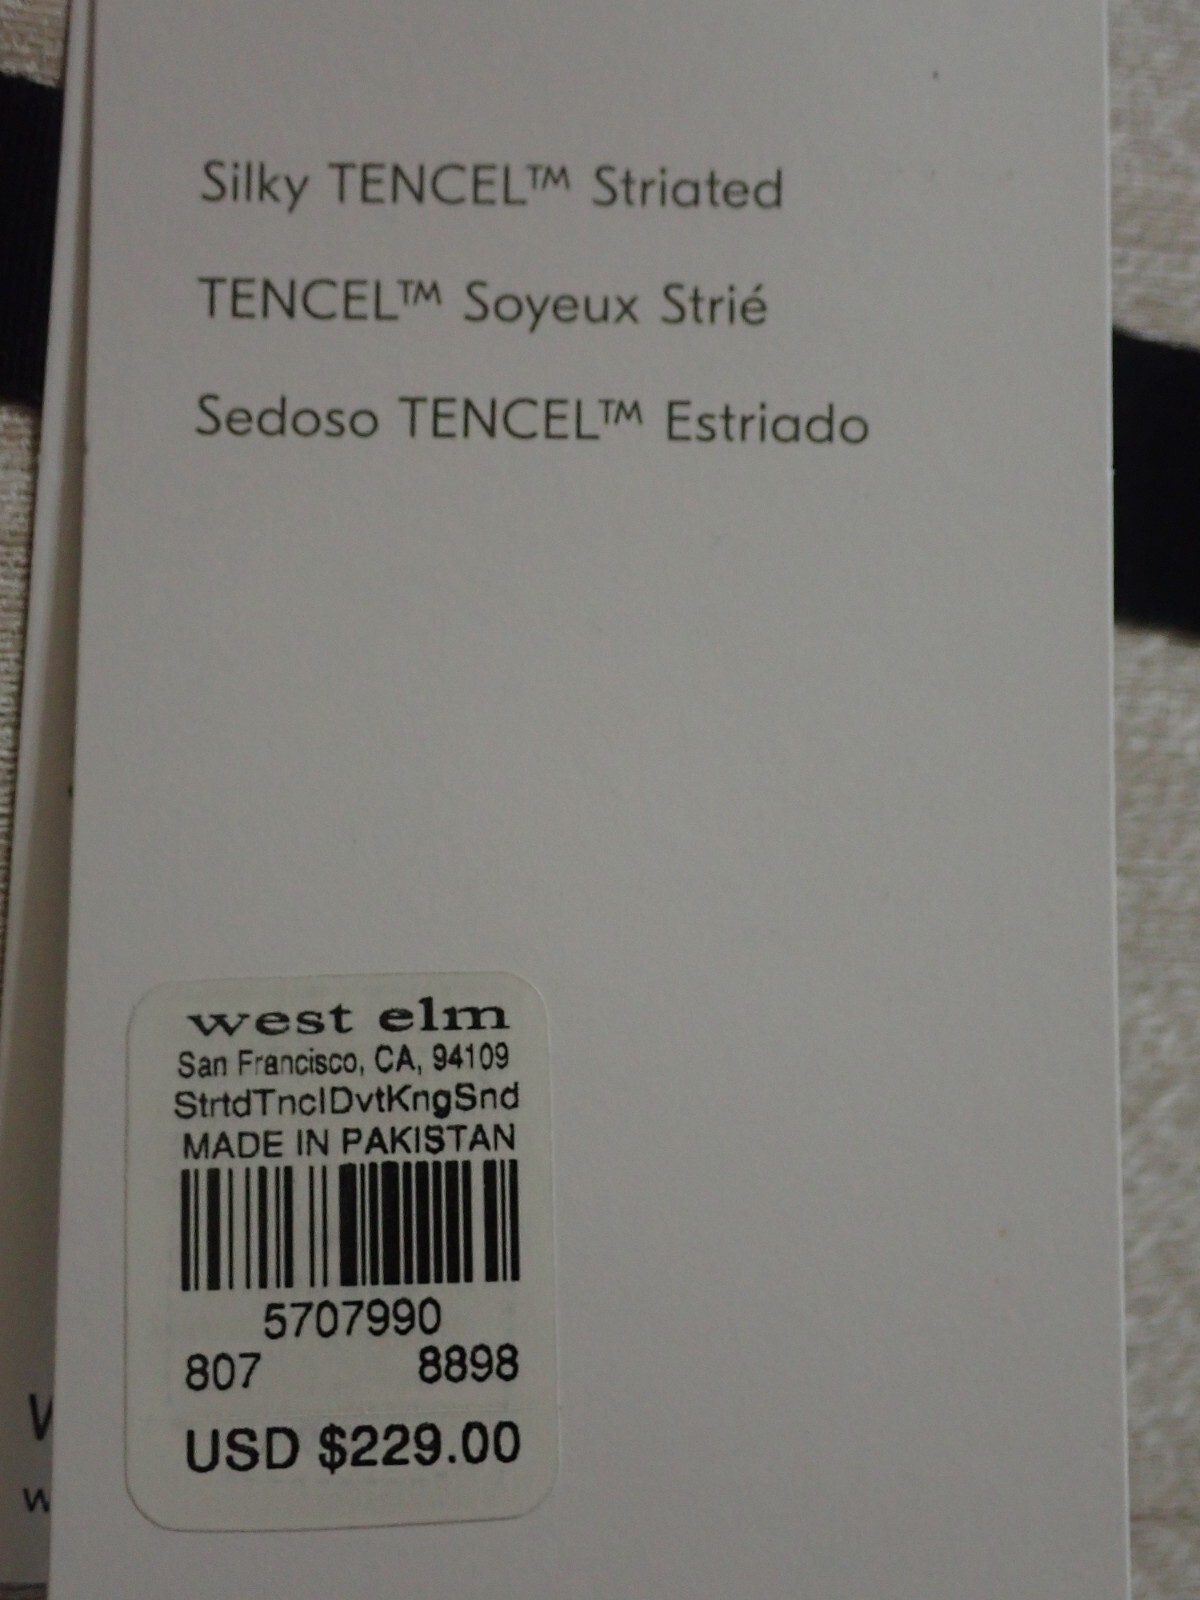 Silky TENCEL™ Striated
TENCEL™ Soyeux Strié
Sedoso TENCEL™ Estriado
west elm
San Francisco, CA, 94109
StrtdTnclDvtKngSnd
MADE IN PAKISTAN
5707990
807 8898
USD $229.00